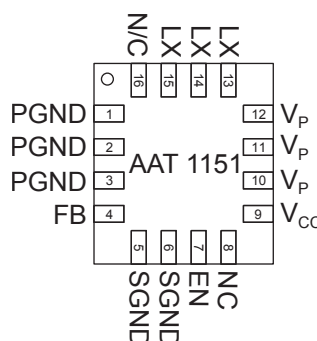 N/C LX LX LX
16 15 14 13
PGND 1 12 VP
PGND 2 11 VP
AAT 1151
PGND 3 10 VP
FB 4 9 VCC
5 6 7 8
SGND SGND EN NC